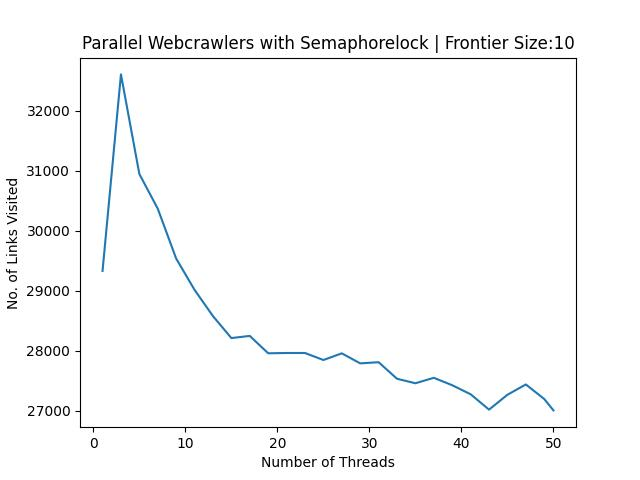 Parallel Webcrawlers with Semaphorelock | Frontier Size:10
No. of Links Visited
32000
31000
30000
29000
28000
27000
0 10 20 30 40 50
Number of Threads